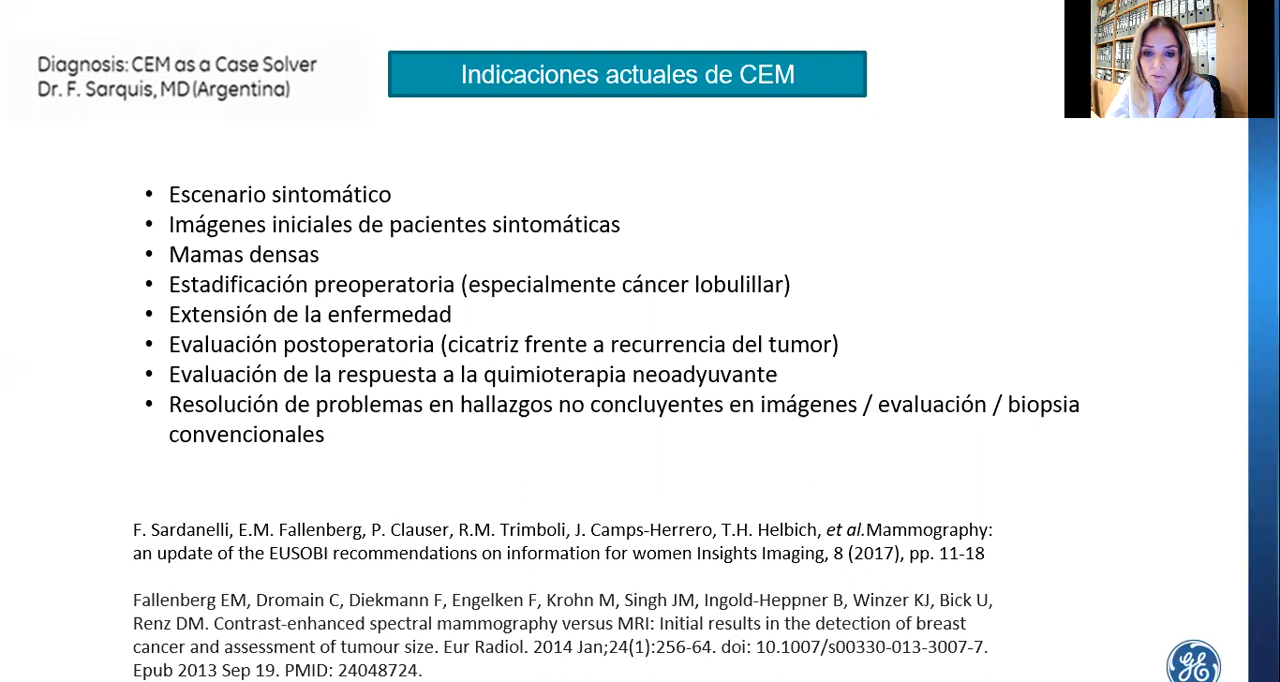 Diagnosis: CEM as a Case Solver
Dr. F. Sarquis, MD (Argentina)
Indicaciones actuales de CEM
• Escenario sintomático
• Imágenes iniciales de pacientes sintomáticas
• Mamas densas
• Estadificación preoperatoria (especialmente cáncer lobulillar)
• Extensión de la enfermedad
• Evaluación postoperatoria (cicatriz frente a recurrencia del tumor)
• Evaluación de la respuesta a la quimioterapia neoadyuvante
• Resolución de problemas en hallazgos no concluyentes en imágenes / evaluación / biopsia
convencionales
F. Sardanelli, E.M. Fallenberg, P. Clauser, R.M. Trimboli, J. Camps-Herrero, T.H. Helbich, et al.Mammography:
an update of the EUSOBI recommendations on information for women Insights Imaging, 8 (2017), pp. 11-18
Fallenberg EM, Dromain C, Diekmann F, Engelken F, Krohn M, Singh JM, Ingold-Heppner B, Winzer KJ, Bick U,
Renz DM. Contrast-enhanced spectral mammography versus MRI: Initial results in the detection of breast
cancer and assessment of tumour size. Eur Radiol. 2014 Jan;24(1):256-64. doi: 10.1007/s00330-013-3007-7.
Epub 2013 Sep 19. PMID: 24048724.
GE